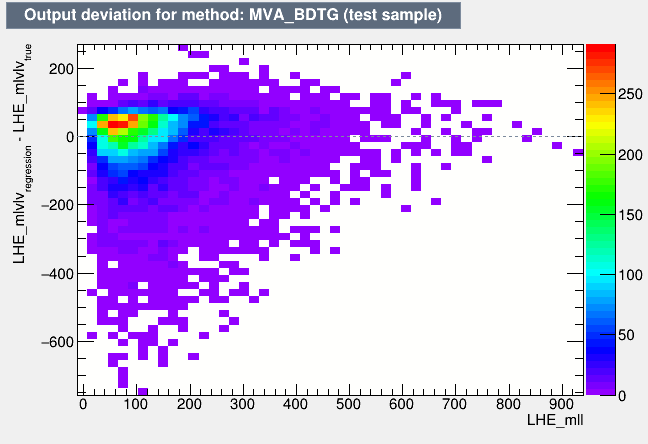 Output deviation for method: MVA_BDTG (test sample)
LHE_mlvlv_regression - LHE_mlvlv_true
200
0
−200
−400
−600
0 100 200 300 400 500 600 700 800 900
LHE_mll
250
200
150
100
50
0